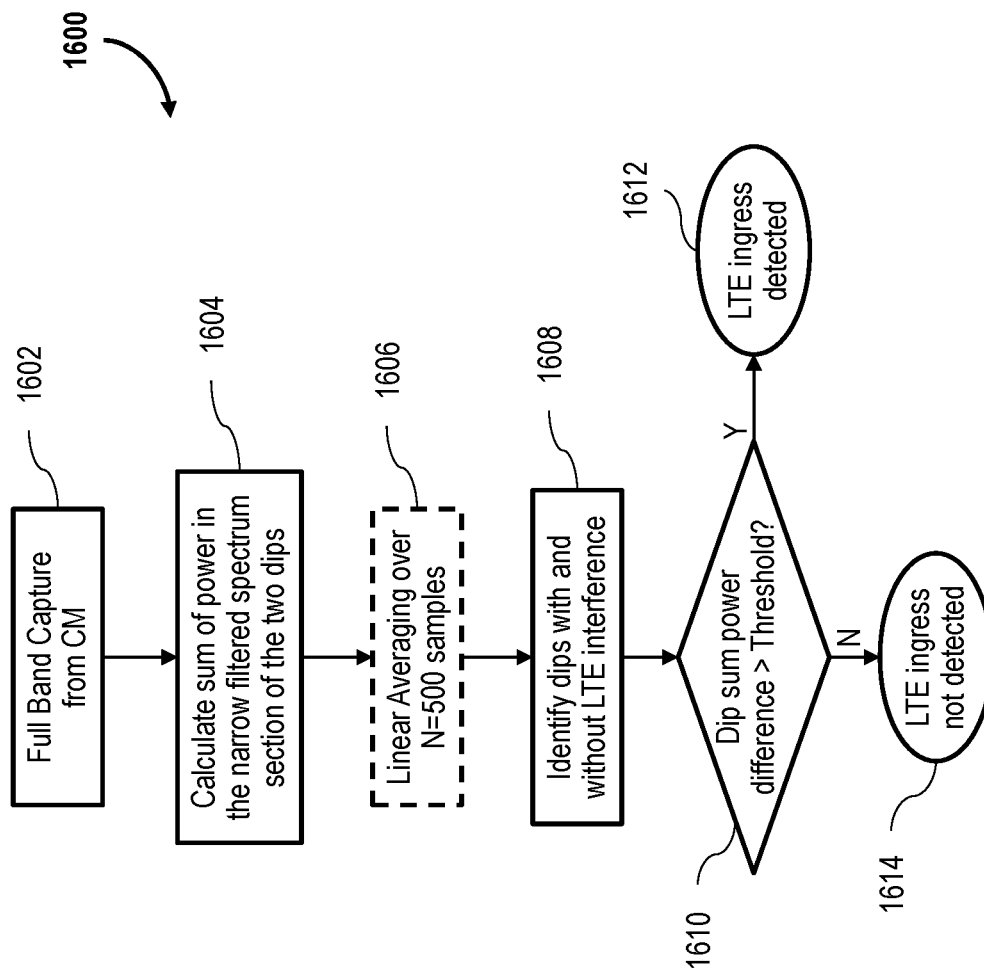 1600
Full Band Capture
from CM
1602
Calculate sum of power in
the narrow filtered spectrum
section of the two dips
1604
Linear Averaging over
N=500 samples
1606
Identify dips with and
without LTE interference
1608
Dip sum power
difference > Threshold?
1610
Y
LTE ingress
detected
1612
N
LTE ingress
not detected
1614